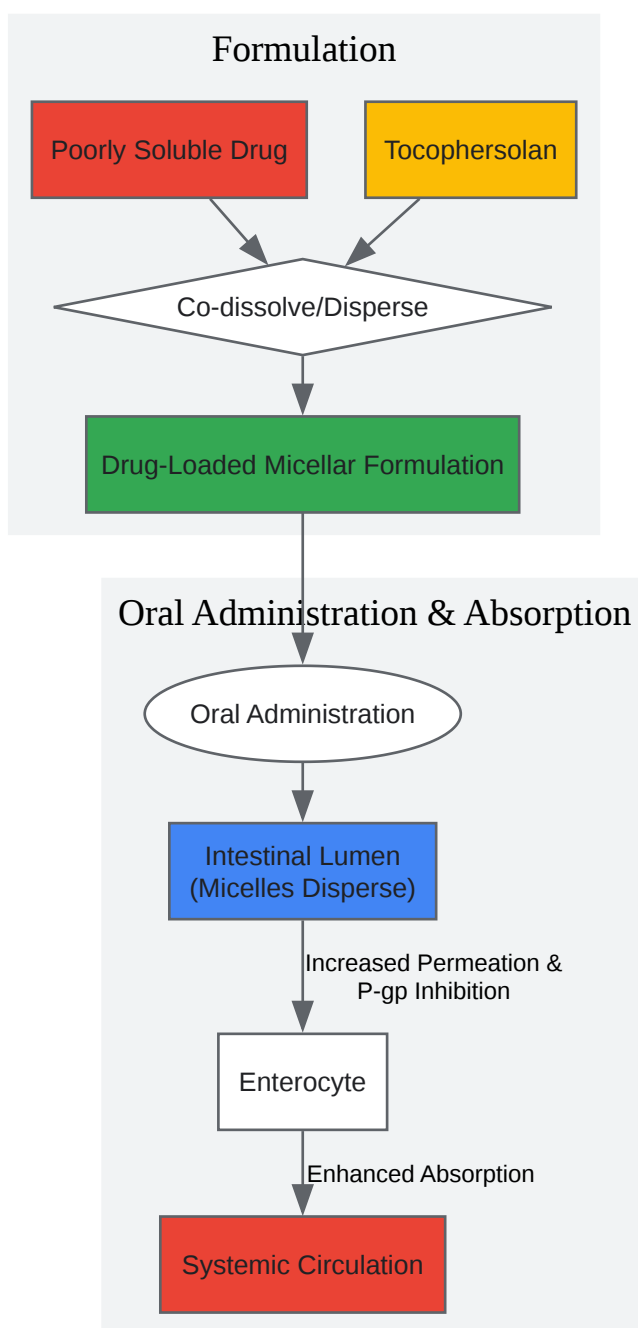 Formulation
Poorly Soluble Drug
Tocophersolan
Co-dissolve/Disperse
Drug-Loaded Micellar Formulation
Oral Administration & Absorption
Oral Administration
Intestinal Lumen
(Micelles Disperse)
Increased Permeation &
P-gp Inhibition
Enterocyte
Enhanced Absorption
Systemic Circulation